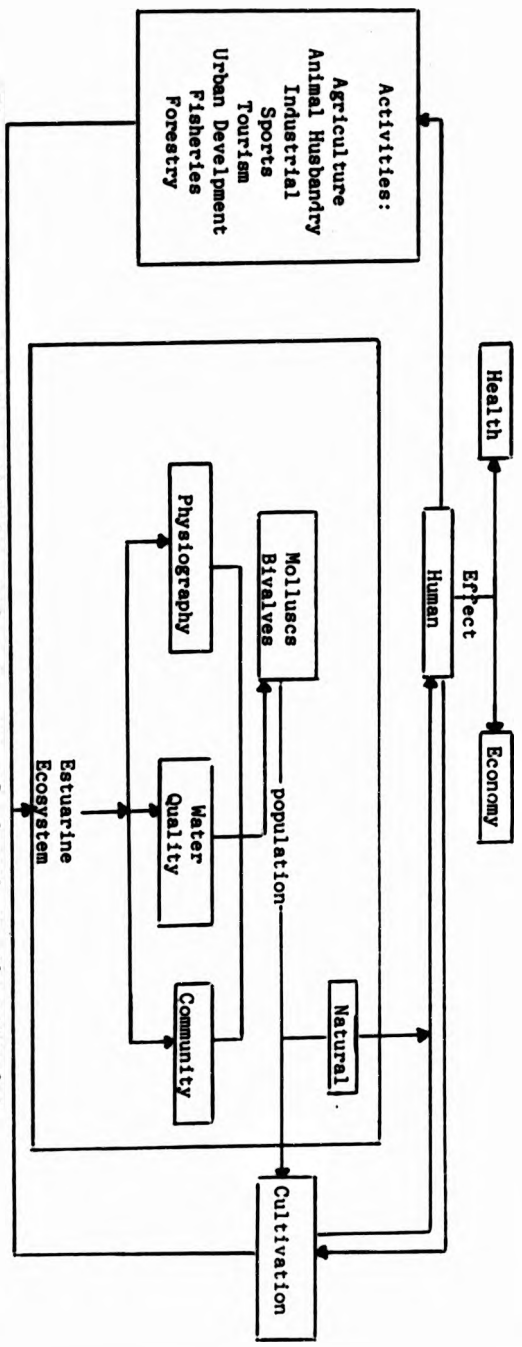 Health
Economy
Effect
Human
Activities:
Agriculture
Animal Husbandry
Industrial
Sports
Tourism
Urban Develpment
Fisheries
Forestry
Natural
Cultivation
Molluscs
Bivalves
population
Physiography
Water
Quality
Community
Estuarine
Ecosystem